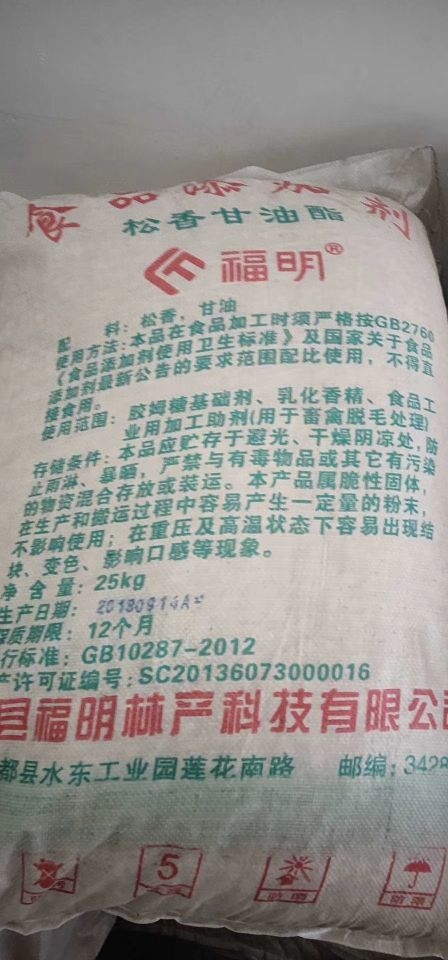 食品添加剂
松香甘油酯
福明®
配 料：松香，甘油
使用方法：本品在食品加工时须严格按GB2760
《食品添加剂使用卫生标准》及国家关于食品
添加剂最新公告的要求范围配比使用，不得直
接食用。
使用范围：胶姆糖基础剂、乳化香精、食品工
业用加工助剂(用于畜禽脱毛处理)
存储条件：本品应贮存于避光、干燥阴凉处，防
止雨淋、暴晒，严禁与有毒物品或其它有污染
的物资混合存放或装运。本产品属脆性固体，
在生产和搬运过程中容易产生一定量的粉末，
不影响使用；在重压及高温状态下容易出现结
块、变色、影响口感等现象。
净 含 量：25kg
生产日期：
质期限：12个月
行标准：GB10287-2012
产许可证编号：SC20136073000016
县福明林产科技有限公司
都县水东工业园莲花南路 邮编：3428
5
防晒
防潮